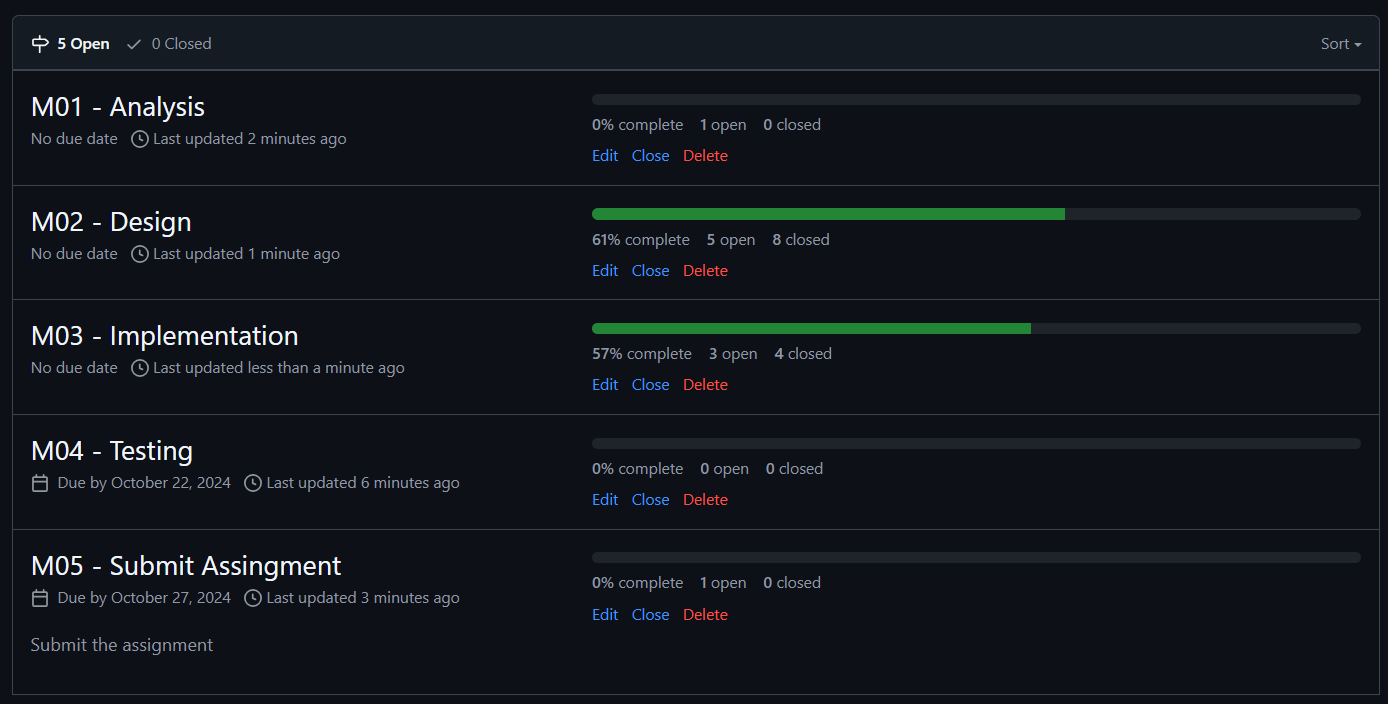 5 Open 0 Closed Sort
M01 - Analysis
No due date Last updated 2 minutes ago
0% complete 1 open 0 closed
Edit Close Delete
M02 - Design
No due date Last updated 1 minute ago
61% complete 5 open 8 closed
Edit Close Delete
M03 - Implementation
No due date Last updated less than a minute ago
57% complete 3 open 4 closed
Edit Close Delete
M04 - Testing
Due by October 22, 2024 Last updated 6 minutes ago
0% complete 0 open 0 closed
Edit Close Delete
M05 - Submit Assingment
Due by October 27, 2024 Last updated 3 minutes ago
Submit the assignment
0% complete 1 open 0 closed
Edit Close Delete